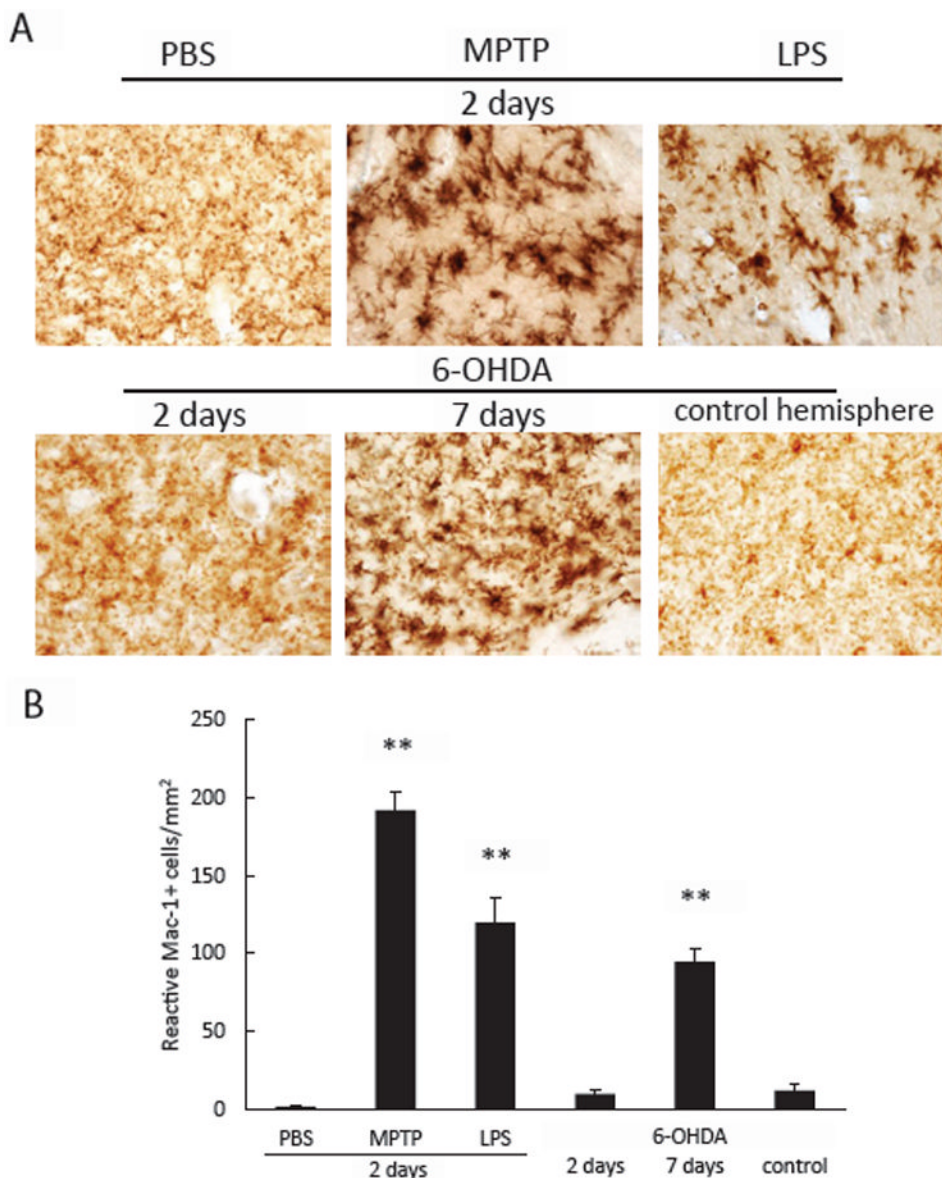 A
PBS MPTP LPS
2 days
6-OHDA
2 days 7 days control hemisphere
B
250
200
150
100
50
0
Reactive Mac-1+ cells/mm²
** ** **
PBS MPTP LPS
2 days
6-OHDA
2 days 7 days control